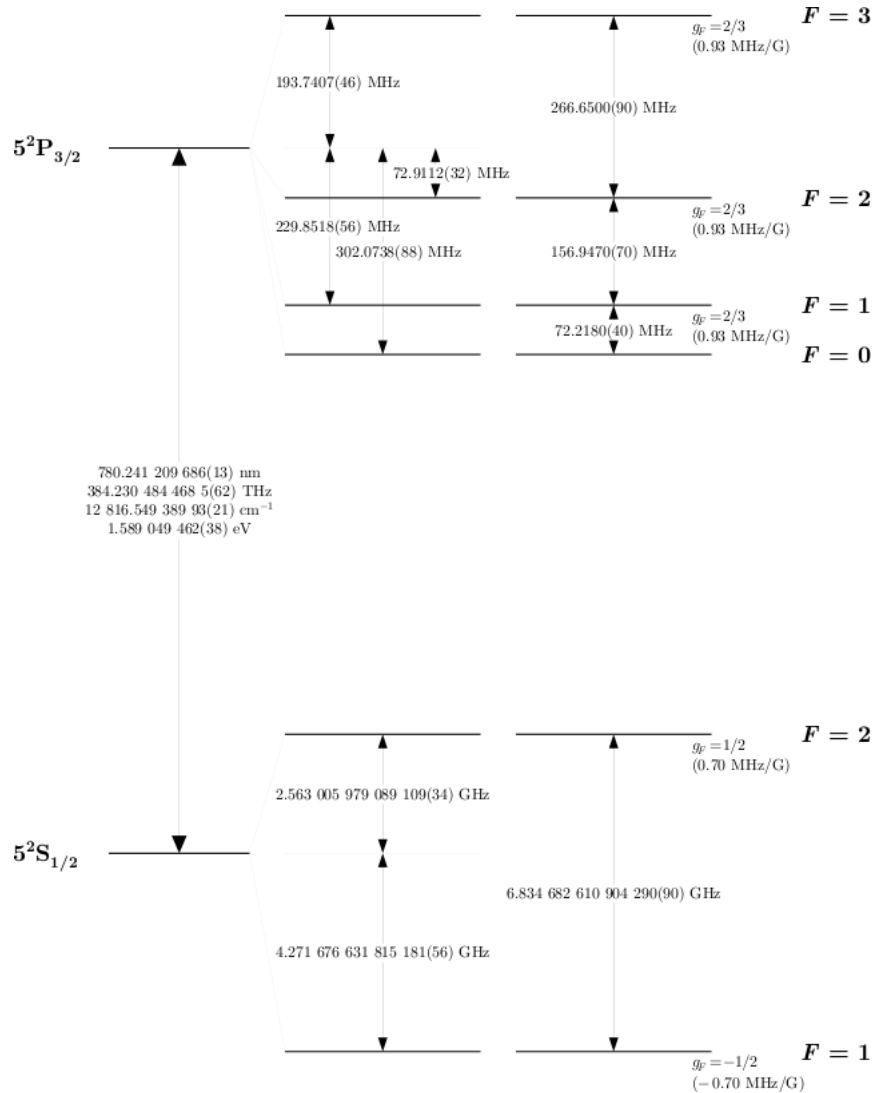 F = 3
g_F = 2/3
(0.93 MHz/G)
193.7407(46) MHz
266.6500(90) MHz
5²P₃/₂
72.9112(32) MHz
F = 2
g_F = 2/3
(0.93 MHz/G)
229.8518(56) MHz
302.0738(88) MHz
156.9470(70) MHz
F = 1
g_F = 2/3
(0.93 MHz/G)
72.2180(40) MHz
F = 0
780.241 209 686(13) nm
384.230 484 468 5(62) THz
12 816.549 389 93(21) cm⁻¹
1.589 049 462(38) eV
F = 2
g_F = 1/2
(0.70 MHz/G)
2.563 005 979 089 109(34) GHz
5²S₁/₂
6.834 682 610 904 290(90) GHz
4.271 676 631 815 181(56) GHz
F = 1
g_F = −1/2
(−0.70 MHz/G)